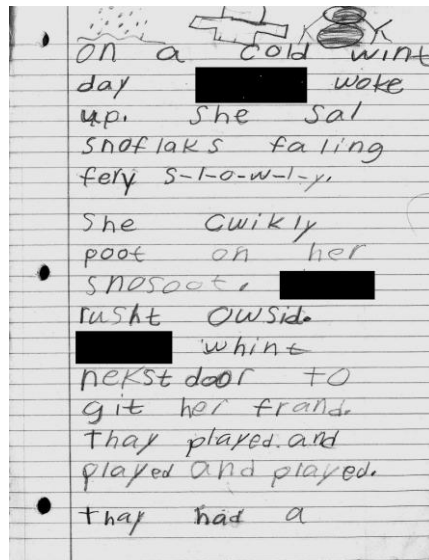 on a cold wint
day woke
up. She sal
snoflaks faling
fery s-l-o-w-l-y.
She cwikly
poot on her
snosoot.
rusht owsid.
whint
nekst door to
git her frand.
Thay played and
played and played.
Thay had a